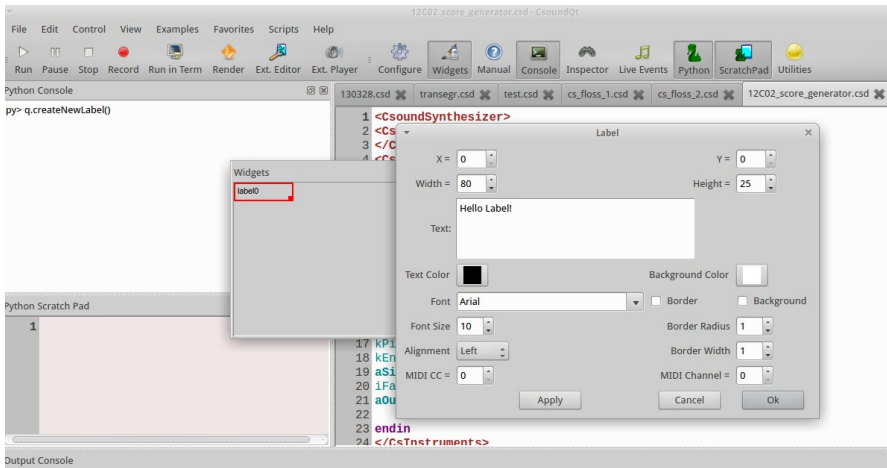 12C02_score_generator.csd - CsoundQt
File Edit Control View Examples Favorites Scripts Help
Run Pause Stop Record Run in Term Render Ext. Editor Ext. Player Configure Widgets Manual Console Inspector Live Events Python ScratchPad Utilities
Python Console
py> q.createNewLabel()
130328.csd transegr.csd test.csd cs_floss_1.csd cs_floss_2.csd 12C02_score_generator.csd
1 <CsoundSynthesizer>
2 <Cs
3 </C
4 <Cs
Widgets
label0
Label
X = 0 Y = 0
Width = 80 Height = 25
Text: Hello Label!
Text Color Background Color
Font Arial Border Background
Font Size 10 Border Radius 1
Alignment Left Border Width 1
MIDI CC = 0 MIDI Channel = 0
Apply Cancel Ok
Python Scratch Pad
1
17 kPi
18 kEn
19 aSi
20 iFa
21 aOu
22
23 endin
24 </CsInstruments>
Output Console